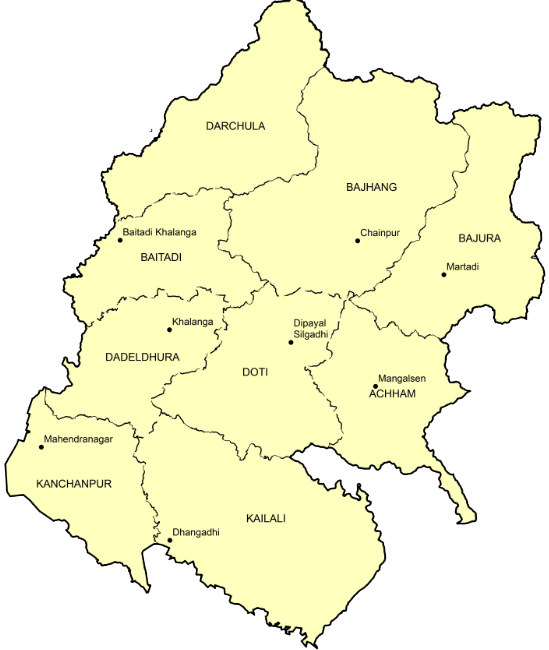 DARCHULA
BAJHANG
Baitadi Khalanga
Chainpur
BAJURA
BAITADI
Martadi
Khalanga
Dipayal
Silgadhi
DADELDHURA
DOTI
Mangalsen
ACHHAM
Mahendranagar
KANCHANPUR
KAILALI
Dhangadhi